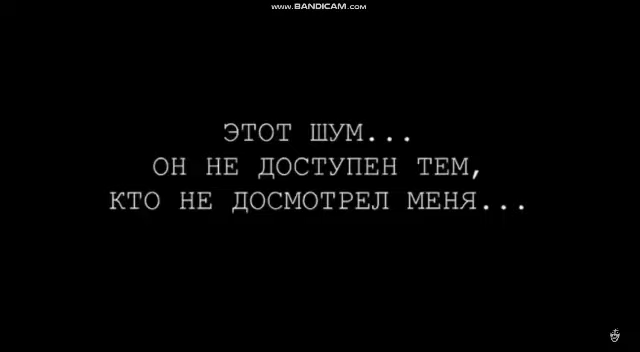 www.BANDICAM.com
ЭТОТ ШУМ...
ОН НЕ ДОСТУПЕН ТЕМ,
КТО НЕ ДОСМОТРЕЛ МЕНЯ...